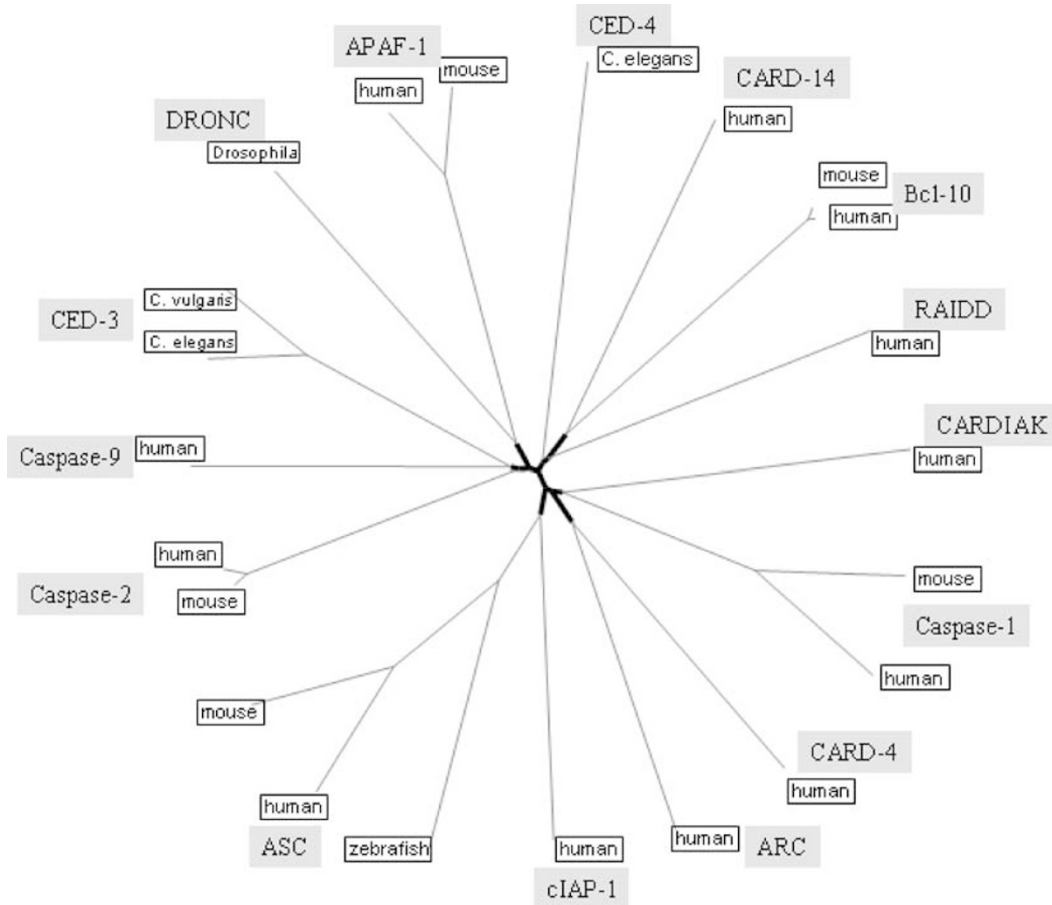 CED-4
C. elegans
APAF-1
mouse
human
CARD-14
human
DRONC
Drosophila
mouse
Bcl-10
human
C. vulgaris
CED-3
C. elegans
RAIDD
human
CARDIAK
human
human
Caspase-9
human
Caspase-2
mouse
mouse
Caspase-1
human
mouse
CARD-4
human
human
ASC
zebrafish
human
cIAP-1
human
ARC